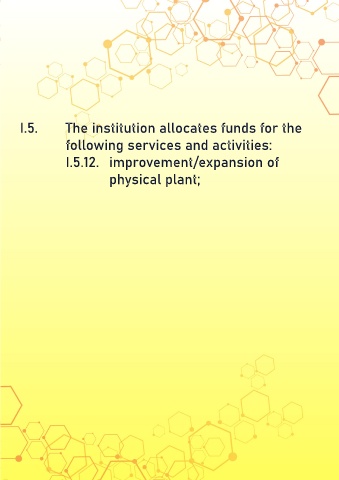 I.5. The institution allocates funds for the
following services and activities:
I.5.12. improvement/expansion of
physical plant;